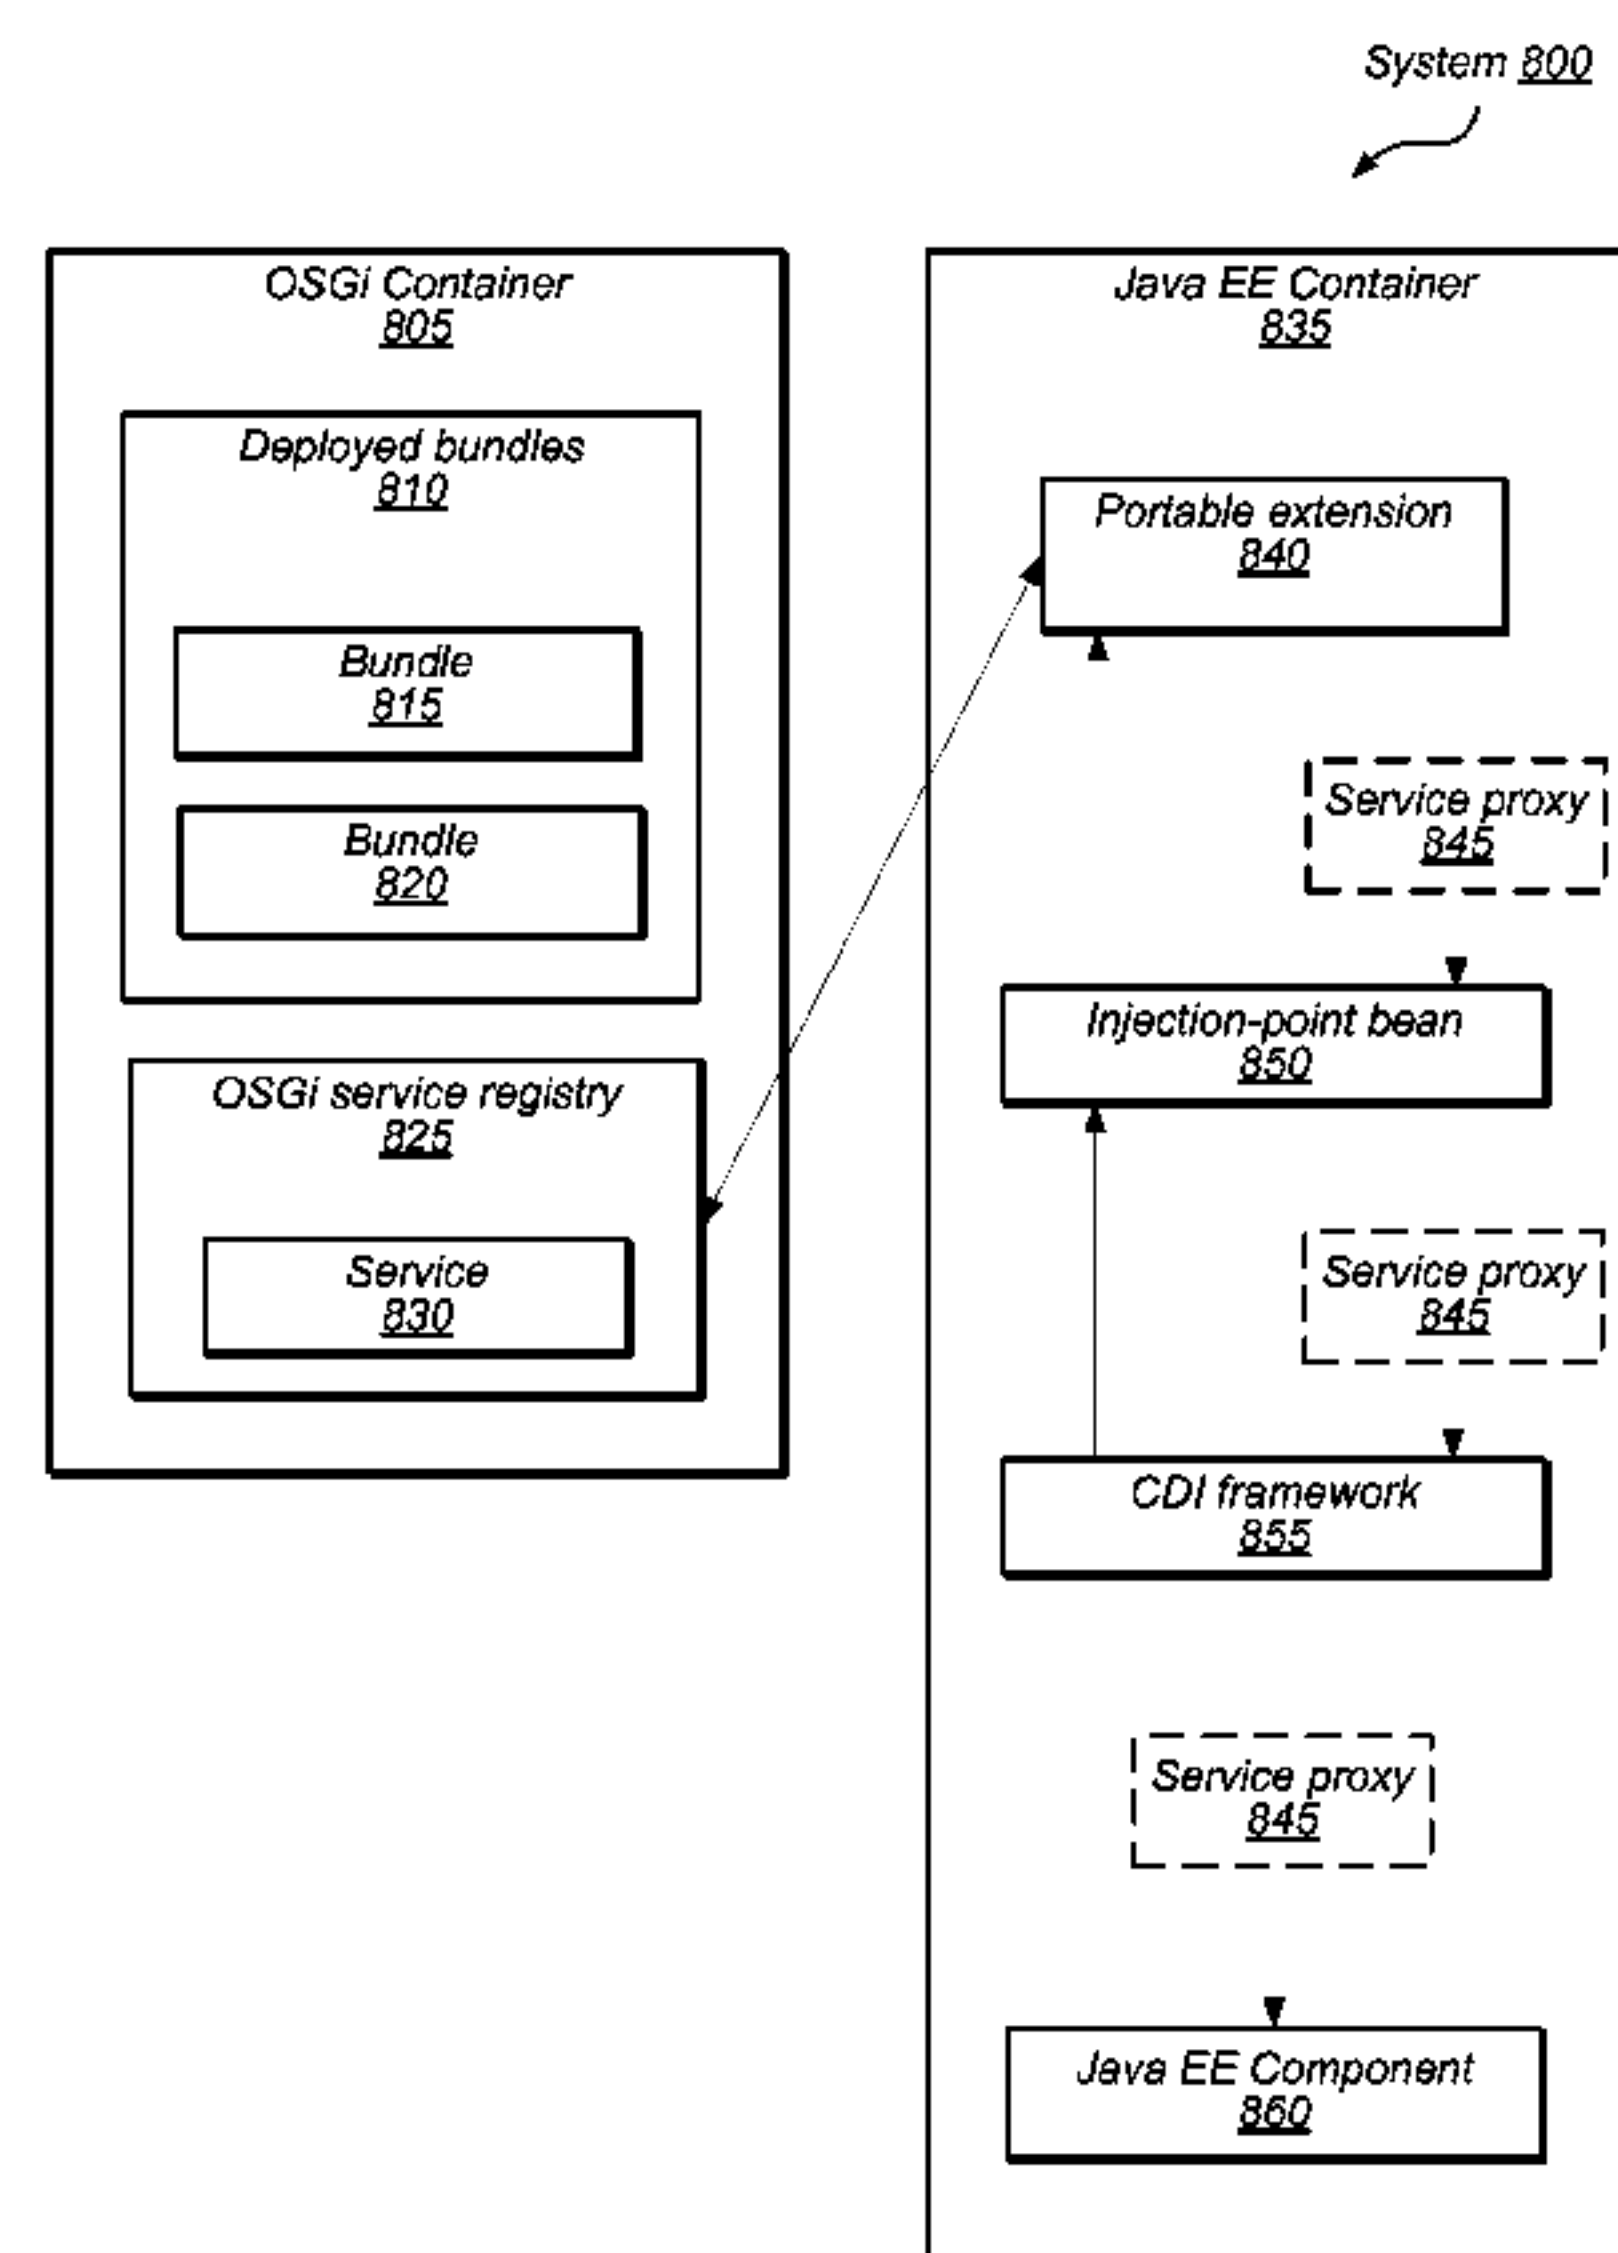 System 800
OSGi Container
805
Deployed bundles
810
Bundle
815
Bundle
820
OSGi service registry
825
Service
830
Java EE Container
835
Portable extension
840
Service proxy
845
Injection-point bean
850
Service proxy
845
CDI framework
855
Service proxy
845
Java EE Component
860